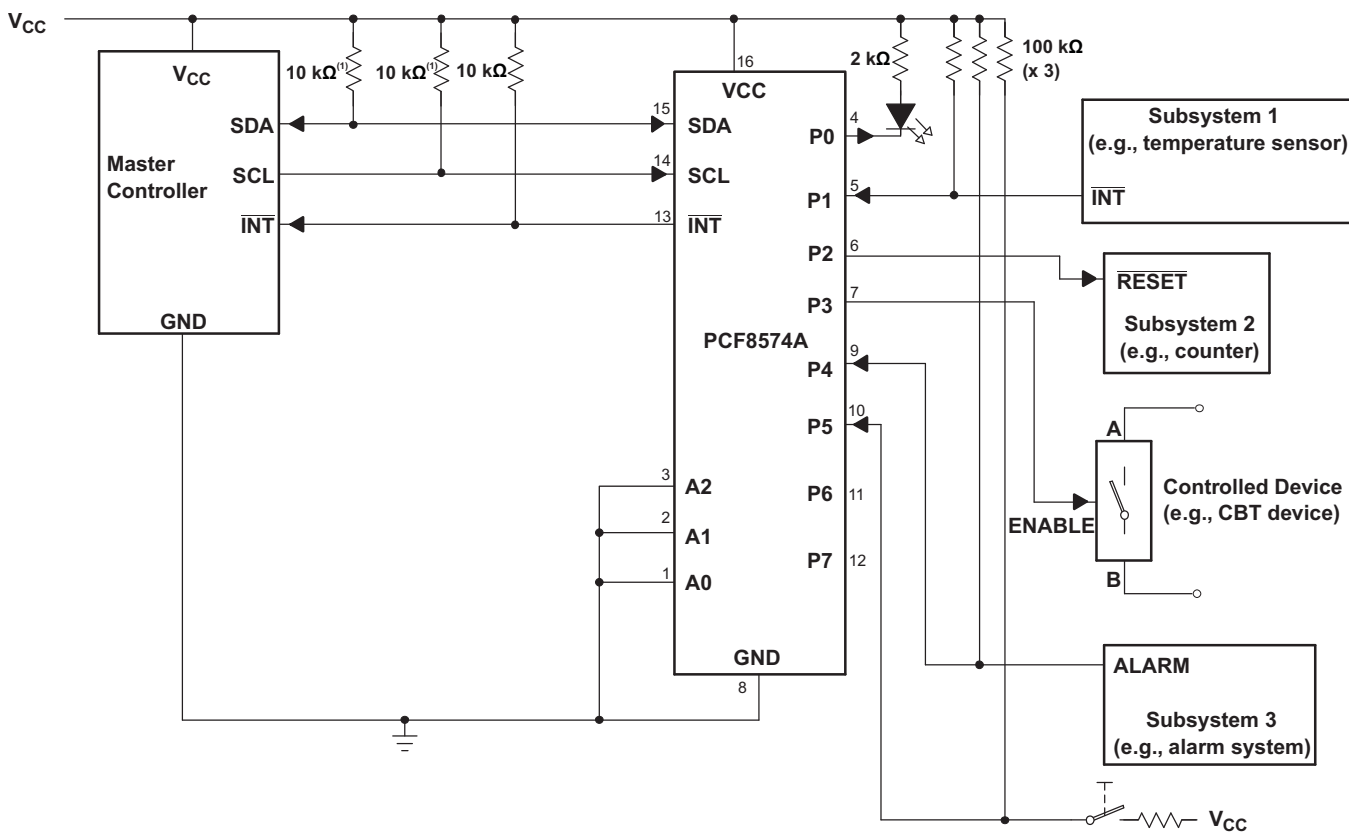 V_CC
V_CC
10 kΩ(1)
10 kΩ(1)
10 kΩ
Master
Controller
SDA
SCL
INT
GND
15
14
13
16
VCC
SDA
SCL
INT
PCF8574A
3
A2
2
A1
1
A0
GND
8
P0
4
P1
5
P2
6
P3
7
P4
9
P5
10
P6
11
P7
12
2 kΩ
100 kΩ
(x 3)
Subsystem 1
(e.g., temperature sensor)
INT
RESET
Subsystem 2
(e.g., counter)
A
ENABLE
B
Controlled Device
(e.g., CBT device)
ALARM
Subsystem 3
(e.g., alarm system)
V_CC